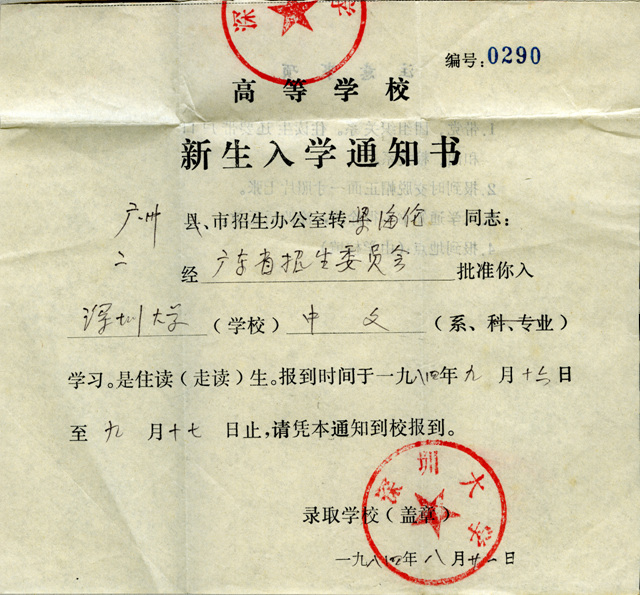 深圳大
编号:0290
高等学校
新生入学通知书
广州县、市招生办公室转梁海伦同志:
二
经广东省招生委员会批准你入
深圳大学(学校)中文(系、科、专业)
学习。是住读(走读)生。报到时间于一九八四年九月十六日
至九月十七日止,请凭本通知到校报到。
深圳大学
录取学校(盖章)
一九八四年八月廿一日